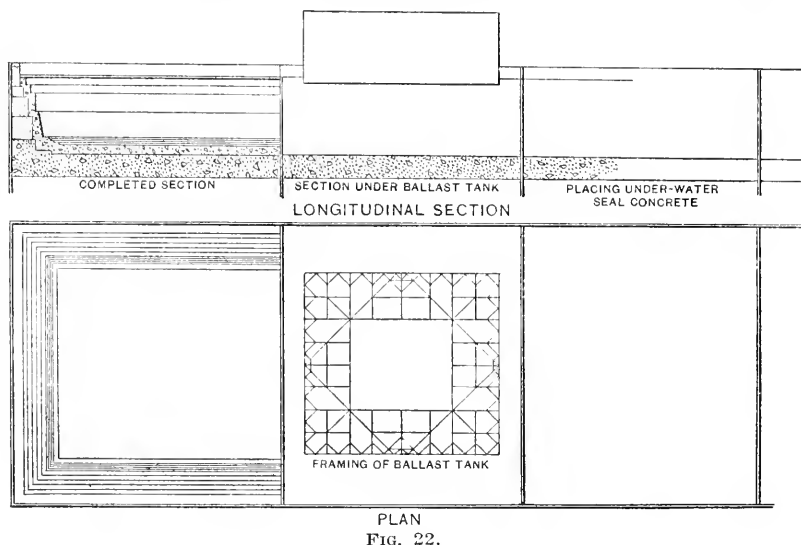 COMPLETED SECTION
SECTION UNDER BALLAST TANK
PLACING UNDER-WATER
SEAL CONCRETE
LONGITUDINAL SECTION
FRAMING OF BALLAST TANK
PLAN
FIG. 22.